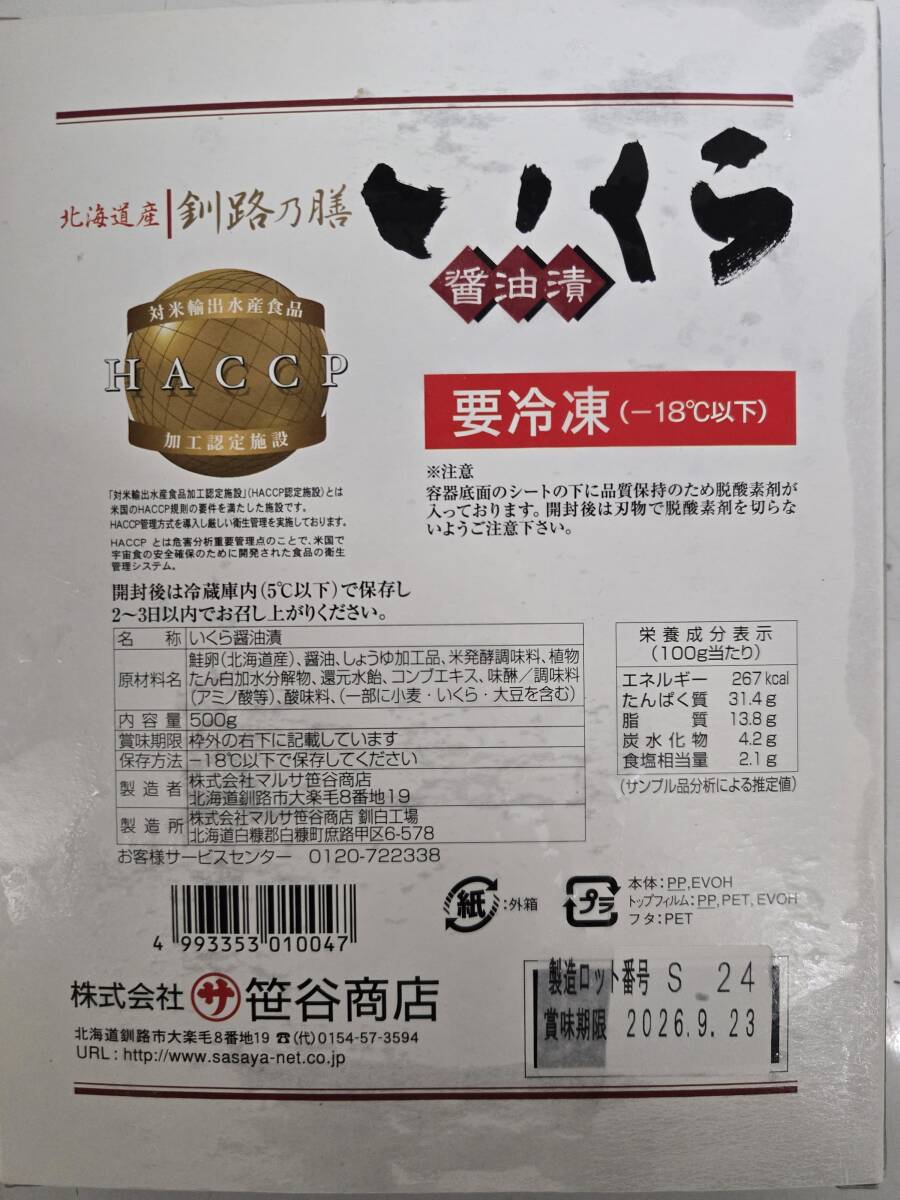 北海道産 釧路乃膳
いくら
醤油漬
対米輸出水産食品
HACCP
加工認定施設
要冷凍(-18℃以下)
「対米輸出水産食品加工認定施設」(HACCP認定施設)とは
米国のHACCP規則の要件を満たした施設です。
HACCP管理方式を導入し厳しい衛生管理を実施しております。
HACCP とは危害分析重要管理点のことで、米国で
宇宙食の安全確保のために開発された食品の衛生
管理システム。
※注意
容器底面のシートの下に品質保持のため脱酸素剤が
入っております。開封後は刃物で脱酸素剤を切らな
いようご注意下さい。
開封後は冷蔵庫内(5℃以下)で保存し
2〜3日以内でお召し上がりください。
名称 いくら醤油漬
原材料名 鮭卵(北海道産)、醤油、しょうゆ加工品、米発酵調味料、植物
たん白加水分解物、還元水飴、コンブエキス、味醂/調味料
(アミノ酸等)、酸味料、(一部に小麦・いくら・大豆を含む)
内容量 500g
賞味期限 枠外の右下に記載しています
保存方法 -18℃以下で保存してください
製造者 株式会社マルサ笹谷商店
北海道釧路市大楽毛8番地19
製造所 株式会社マルサ笹谷商店 釧白工場
北海道白糠郡白糠町庶路甲区6-578
お客様サービスセンター 0120-722338
栄養成分表示
(100g当たり)
エネルギー 267kcal
たんぱく質 31.4g
脂質 13.8g
炭水化物 4.2g
食塩相当量 2.1g
(サンプル品分析による推定値)
4 993353 010047
紙 :外箱
プラ
本体:PP,EVOH
トップフィルム:PP,PET,EVOH
フタ:PET
株式会社 サ 笹谷商店
北海道釧路市大楽毛8番地19 ☎(代)0154-57-3594
URL:http://www.sasaya-net.co.jp
製造ロット番号 S 24
賞味期限 2026.9.23